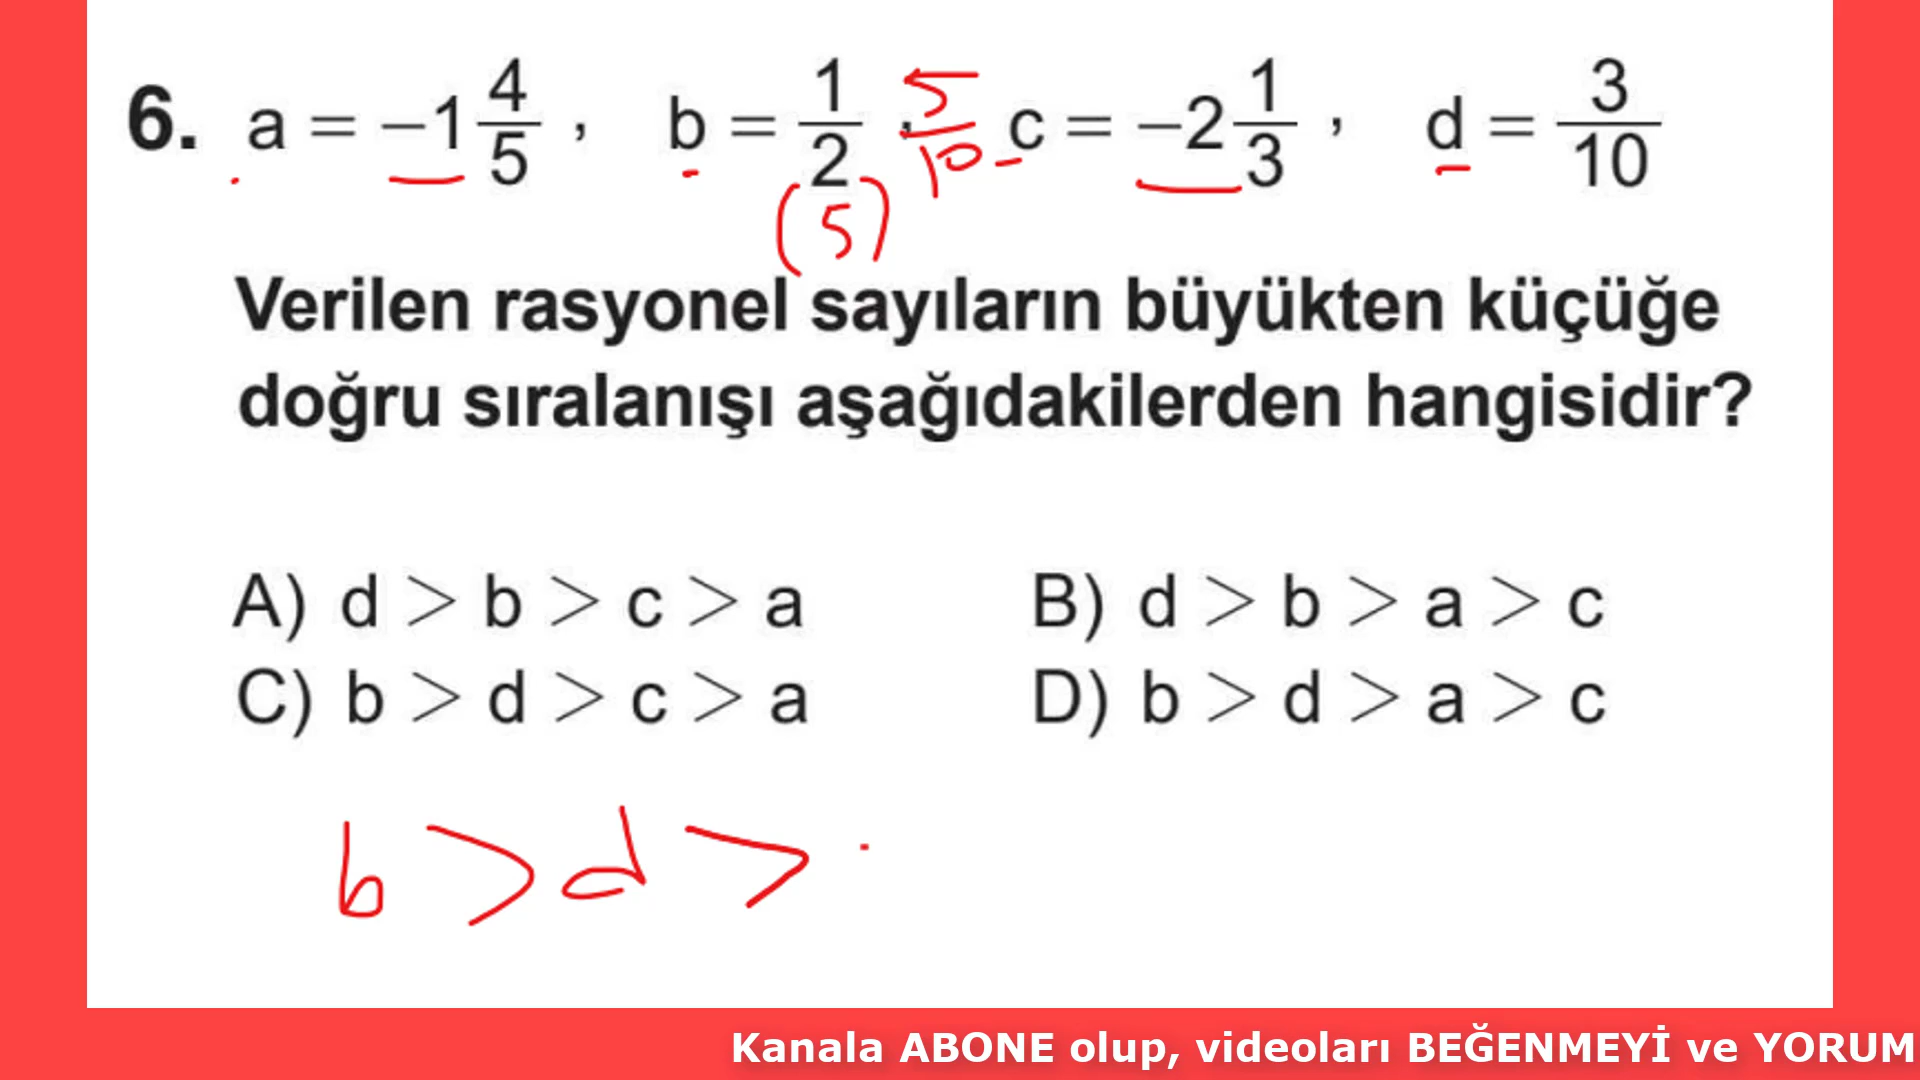 6. a = -1 4/5 , b = 1/2 , 5/10 c = -2 1/3 , d = 3/10
(5)
Verilen rasyonel sayıların büyükten küçüğe
doğru sıralanışı aşağıdakilerden hangisidir?
A) d > b > c > a B) d > b > a > c
C) b > d > c > a D) b > d > a > c
b > d >
Kanala ABONE olup, videoları BEĞENMEYİ ve YORUM